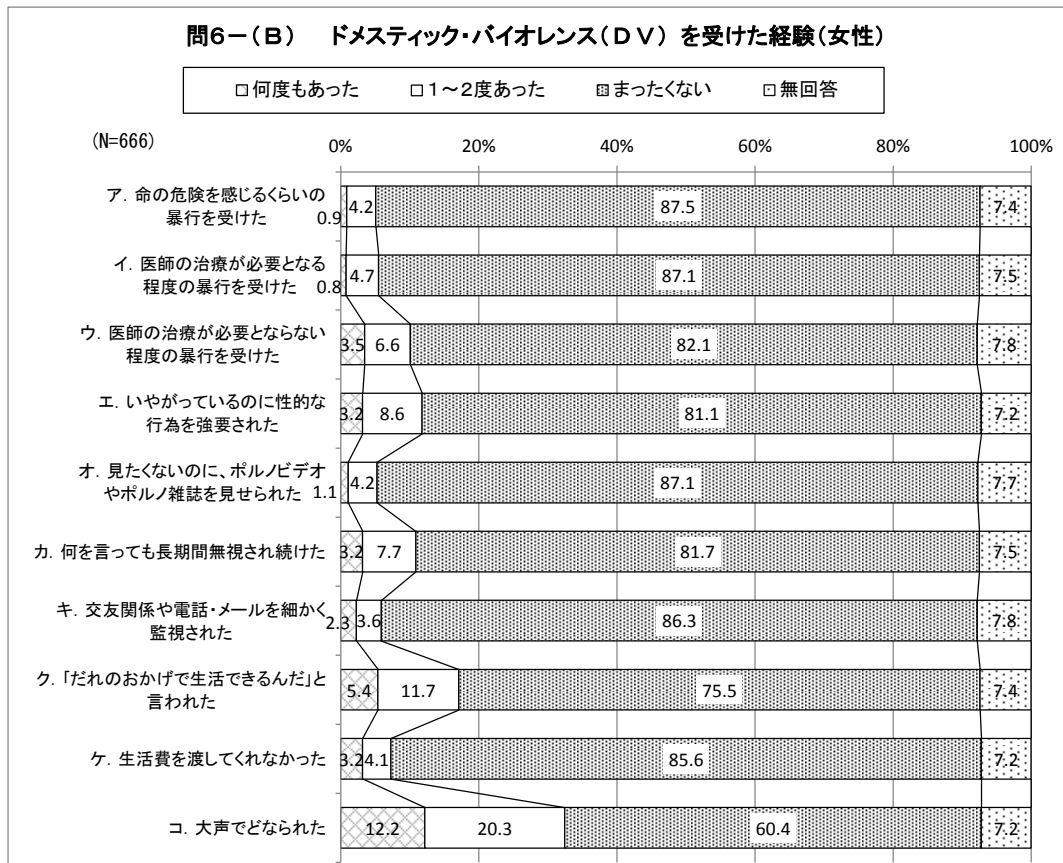 問6－(B)　ドメスティック・バイオレンス(ＤＶ) を受けた経験(女性)
何度もあった　1～2度あった　まったくない　無回答
(N=666)
0%　20%　40%　60%　80%　100%
ア．命の危険を感じるくらいの
暴行を受けた
0.9　4.2　87.5　7.4
イ．医師の治療が必要となる
程度の暴行を受けた
0.8　4.7　87.1　7.5
ウ．医師の治療が必要とならない
程度の暴行を受けた
3.5　6.6　82.1　7.8
エ．いやがっているのに性的な
行為を強要された
3.2　8.6　81.1　7.2
オ．見たくないのに、ポルノビデオ
やポルノ雑誌を見せられた
1.1　4.2　87.1　7.7
カ．何を言っても長期間無視され続けた
3.2　7.7　81.7　7.5
キ．交友関係や電話・メールを細かく
監視された
2.3　3.6　86.3　7.8
ク．「だれのおかげで生活できるんだ」と
言われた
5.4　11.7　75.5　7.4
ケ．生活費を渡してくれなかった
3.2　4.1　85.6　7.2
コ．大声でどなられた
12.2　20.3　60.4　7.2